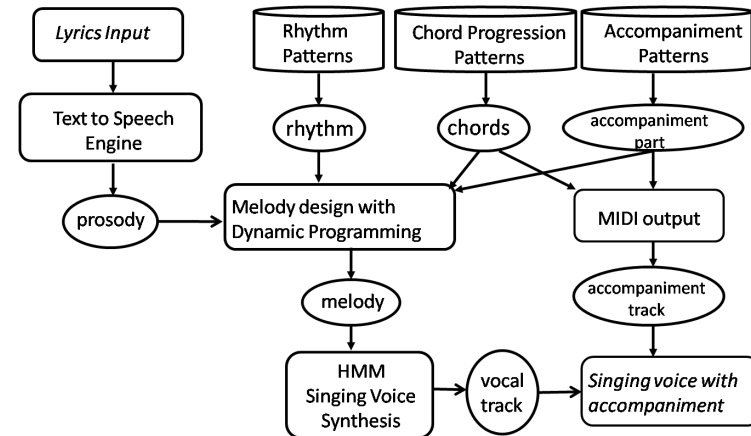 Lyrics Input
Rhythm
Patterns
Chord Progression
Patterns
Accompaniment
Patterns
Text to Speech
Engine
rhythm
chords
accompaniment
part
prosody
Melody design with
Dynamic Programming
MIDI output
melody
accompaniment
track
HMM
Singing Voice
Synthesis
vocal
track
Singing voice with
accompaniment